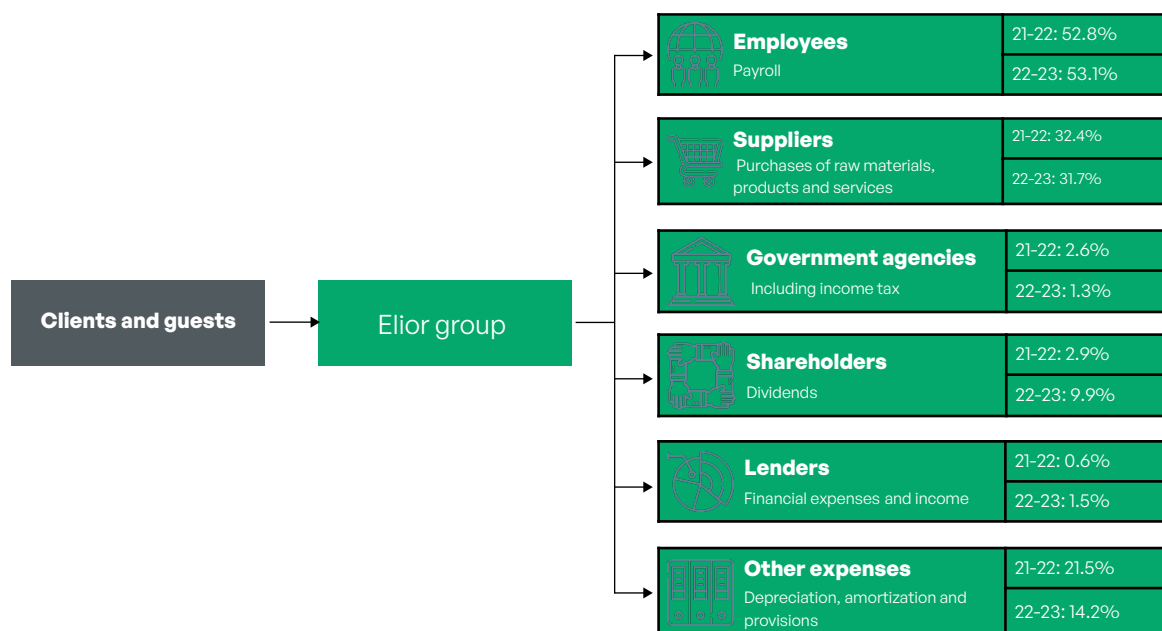 Clients and guests
Elior group
Employees
Payroll
21-22: 52.8%
22-23: 53.1%
Suppliers
Purchases of raw materials,
products and services
21-22: 32.4%
22-23: 31.7%
Government agencies
Including income tax
21-22: 2.6%
22-23: 1.3%
Shareholders
Dividends
21-22: 2.9%
22-23: 9.9%
Lenders
Financial expenses and income
21-22: 0.6%
22-23: 1.5%
Other expenses
Depreciation, amortization and
provisions
21-22: 21.5%
22-23: 14.2%